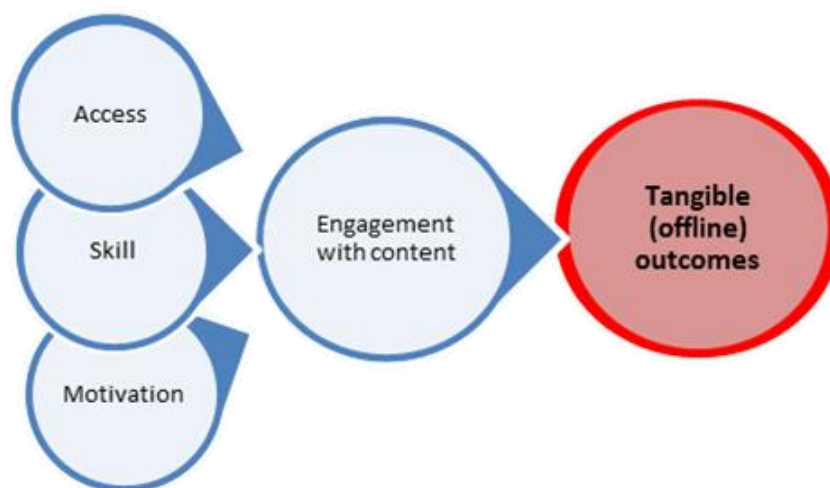 Access
Skill
Motivation
Engagement
with content
Tangible
(offline)
outcomes